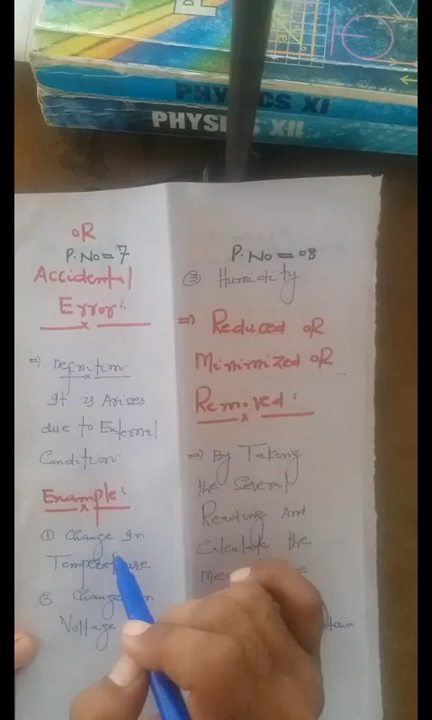 PHYSICS XI
PHYSICS XII
OR
P.No=7
Accidental
Error:
⇒ Definition:
It is Arises
due to External
Condition:
Example:
① Change In
Temperature
② Change In
Voltage
P.No=08
③ Humidity
⇒ Reduced OR
Minimized OR
Removed:
⇒ By Taking
the Several
Reading And
Calculate the